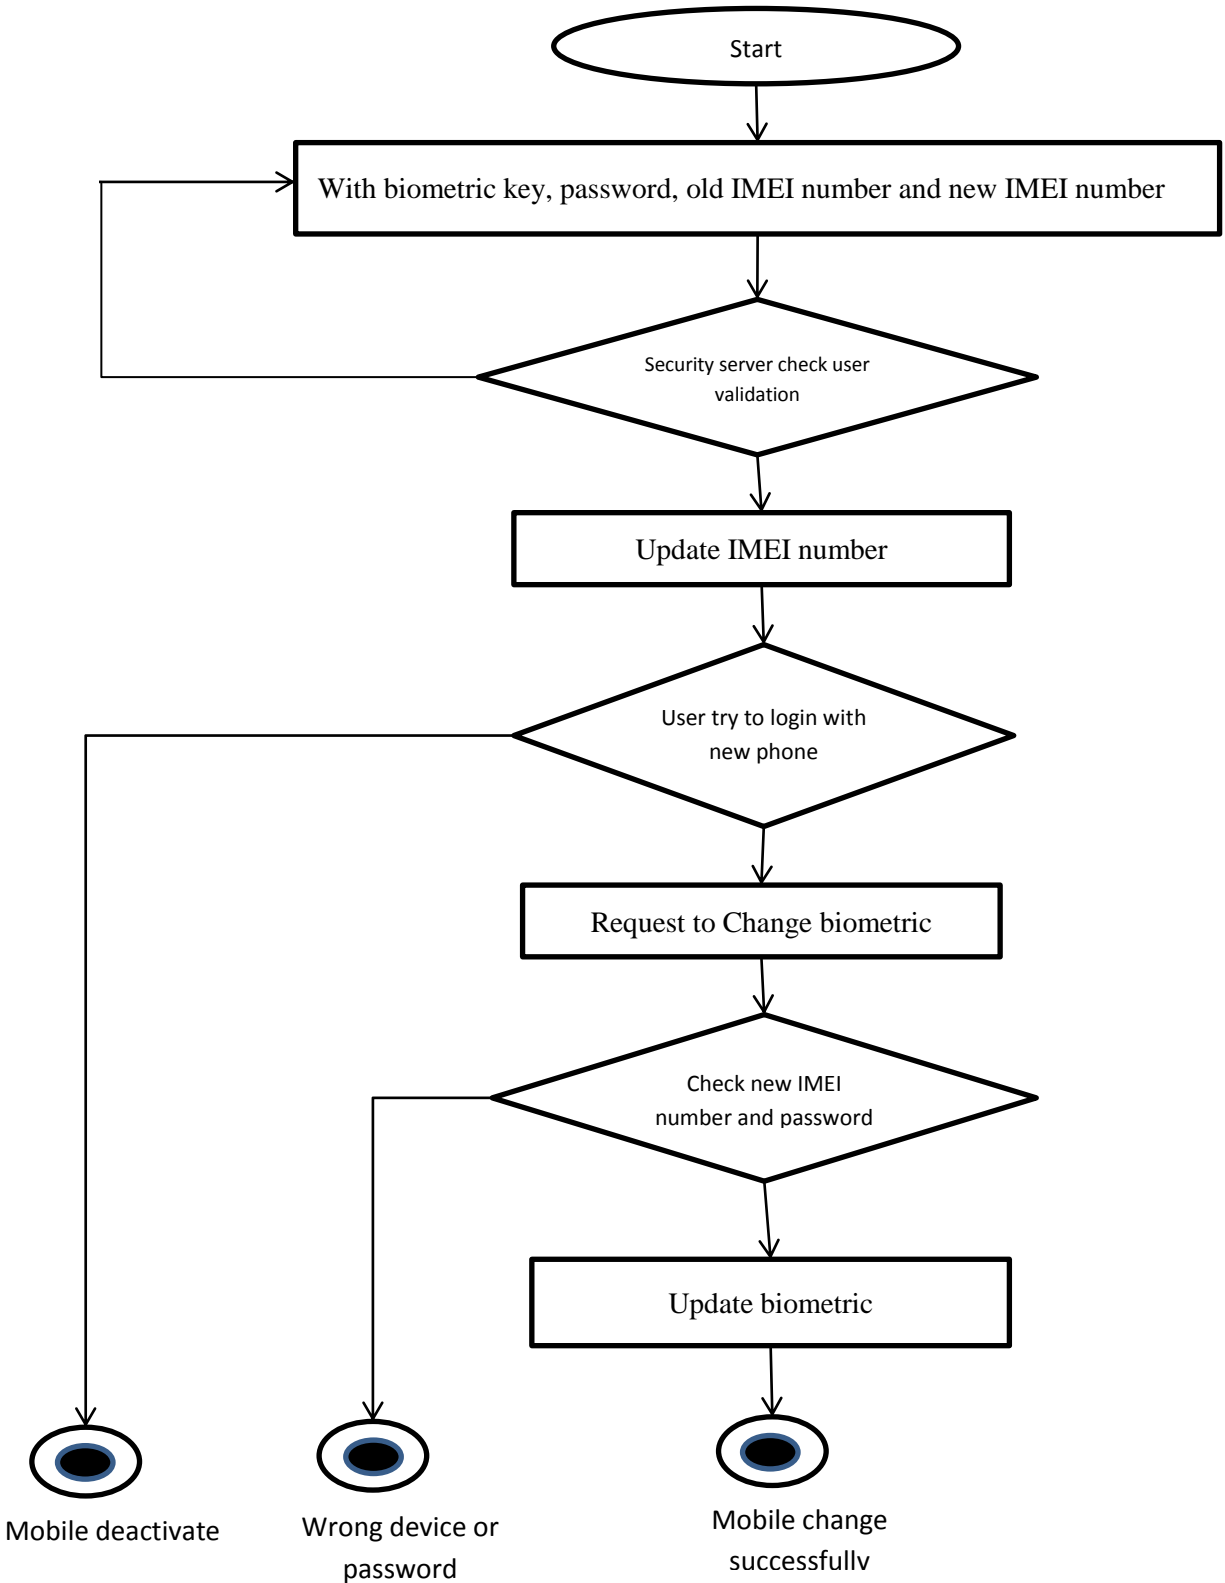 Start
With biometric key, password, old IMEI number and new IMEI number
Security server check user
validation
Update IMEI number
User try to login with
new phone
Request to Change biometric
Check new IMEI
number and password
Update biometric
Mobile deactivate
Wrong device or
password
Mobile change
successfully